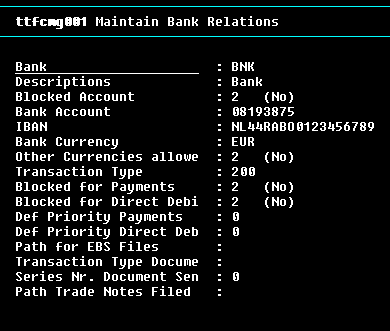 ttfcmg001 Maintain Bank Relations
Bank : BNK
Descriptions : Bank
Blocked Account : 2 (No)
Bank Account : 08193875
IBAN : NL44RABO0123456789
Bank Currency : EUR
Other Currencies allowe : 2 (No)
Transaction Type : 200
Blocked for Payments : 2 (No)
Blocked for Direct Debi : 2 (No)
Def Priority Payments : 0
Def Priority Direct Deb : 0
Path for EBS Files :
Transaction Type Docume :
Series Nr. Document Sen : 0
Path Trade Notes Filed :